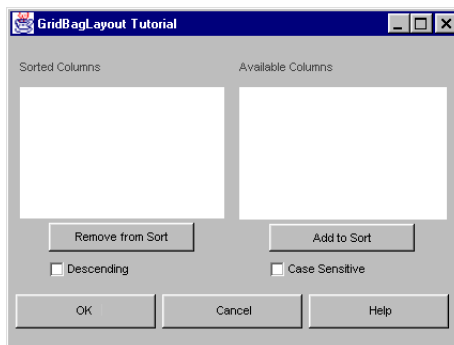 GridBagLayout Tutorial
Sorted Columns
Available Columns
Remove from Sort
Add to Sort
Descending
Case Sensitive
OK
Cancel
Help